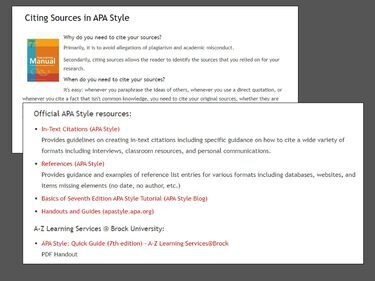 Citing Sources in APA Style
Why do you need to cite your sources?
Primarily, it is to avoid allegations of plagiarism and academic misconduct.
Secondarily, citing sources allows the reader to identify the sources that you relied on for your
research.
Manual
When do you need to cite your sources?
It's easy: whenever you paraphrase the ideas of others, whenever you use a direct quotation, or
whenever you cite a fact that isn't common knowledge, you need to cite your original sources, whether they are
Official APA Style resources:
• In-Text Citations (APA Style)
Provides guidelines on creating in-text citations including specific guidance on how to cite a wide variety of
formats including interviews, classroom resources, and personal communications.
• References (APA Style)
Provides guidance and examples of reference list entries for various formats including databases, websites, and
items missing elements (no date, no author, etc.)
• Basics of Seventh Edition APA Style Tutorial (APA Style Blog)
• Handouts and Guides (apastyle.apa.org)
A-Z Learning Services @ Brock University:
• APA Style: Quick Guide (7th edition) - A-Z Learning Services@Brock
PDF Handout